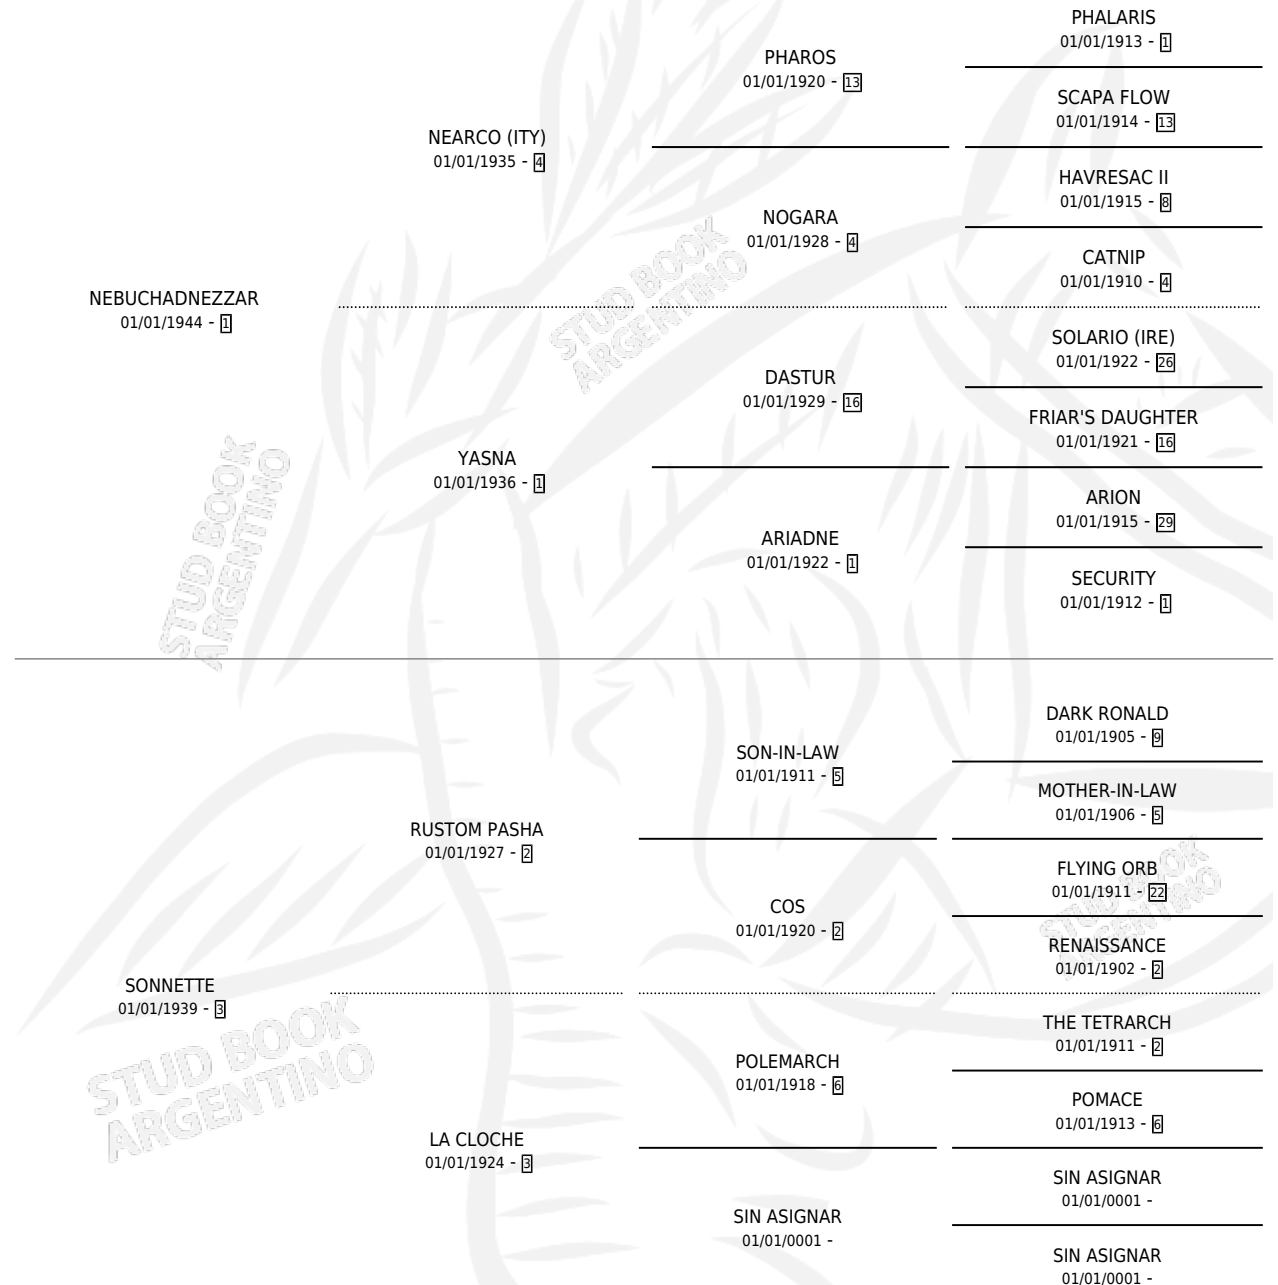 PHALARIS
01/01/1913 - 1
PHAROS
01/01/1920 - 13
SCAPA FLOW
01/01/1914 - 13
NEARCO (ITY)
01/01/1935 - 4
HAVRESAC II
01/01/1915 - 8
NOGARA
01/01/1928 - 4
CATNIP
01/01/1910 - 4
NEBUCHADNEZZAR
01/01/1944 - 1
STUD BOOK
ARGENTINO
SOLARIO (IRE)
01/01/1922 - 26
DASTUR
01/01/1929 - 16
FRIAR'S DAUGHTER
01/01/1921 - 16
YASNA
01/01/1936 - 1
ARION
01/01/1915 - 29
ARIADNE
01/01/1922 - 1
SECURITY
01/01/1912 - 1
STUD BOOK
ARGENTINO
DARK RONALD
01/01/1905 - 9
SON-IN-LAW
01/01/1911 - 5
MOTHER-IN-LAW
01/01/1906 - 5
RUSTOM PASHA
01/01/1927 - 2
FLYING ORB
01/01/1911 - 22
COS
01/01/1920 - 2
STUD BOOK
ARGENTINO
RENAISSANCE
01/01/1902 - 2
SONNETTE
01/01/1939 - 3
STUD BOOK
ARGENTINO
THE TETRARCH
01/01/1911 - 2
POLEMARCH
01/01/1918 - 6
POMACE
01/01/1913 - 6
LA CLOCHE
01/01/1924 - 3
SIN ASIGNAR
01/01/0001 -
SIN ASIGNAR
01/01/0001 -
SIN ASIGNAR
01/01/0001 -